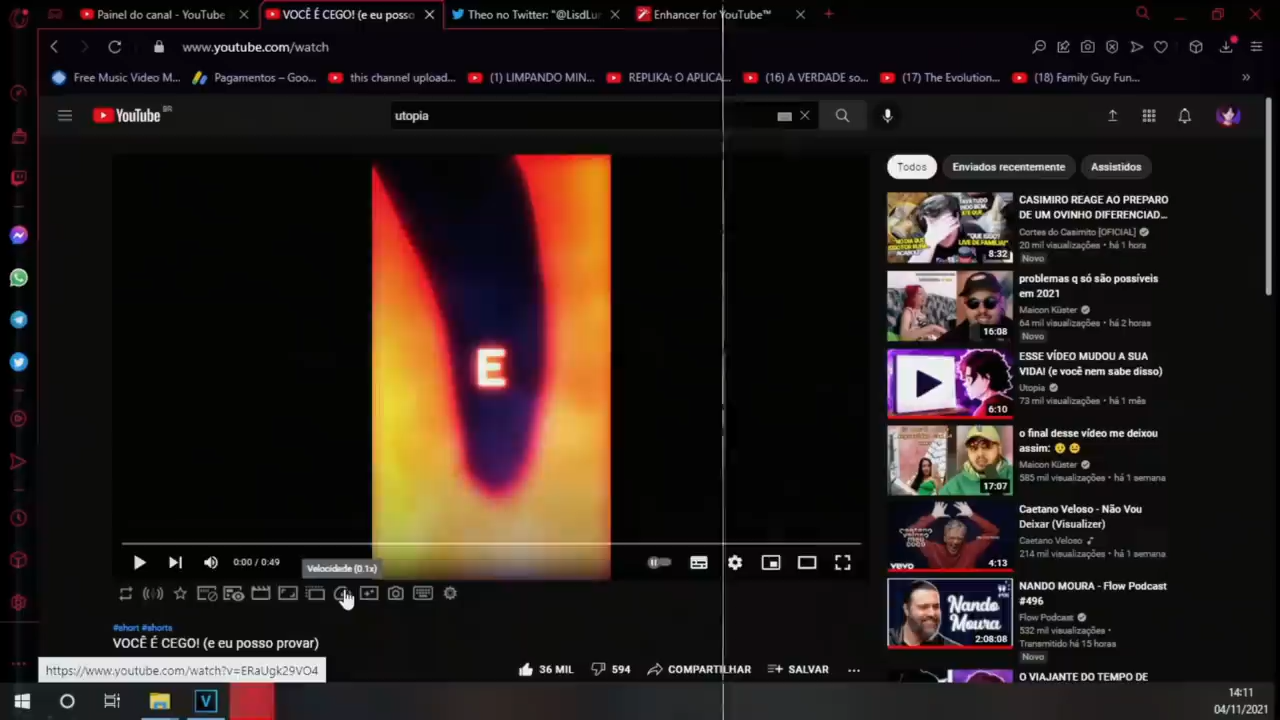 Painel do canal - YouTube
VOCÊ É CEGO! (e eu posso
Theo no Twitter: "@LisdLu
Enhancer for YouTube™
www.youtube.com/watch
Free Music Video M...
Pagamentos – Goo...
this channel upload...
(1) LIMPANDO MIN...
REPLIKA: O APLICA...
(16) A VERDADE so...
(17) The Evolution...
(18) Family Guy Fun...
YouTube BR
utopia
Todos
Enviados recentemente
Assistidos
E
8:32
CASIMIRO REAGE AO PREPARO
DE UM OVINHO DIFERENCIAD...
Cortes do Casimito [OFICIAL]
20 mil visualizações • há 1 hora
Novo
16:08
problemas q só são possíveis
em 2021
Maicon Küster
64 mil visualizações • há 2 horas
Novo
6:10
ESSE VÍDEO MUDOU A SUA
VIDA! (e você nem sabe disso)
Utopia
73 mil visualizações • há 1 mês
17:07
o final desse vídeo me deixou
assim:
Maicon Küster
585 mil visualizações • há 1 semana
vevo
4:13
Caetano Veloso - Não Vou
Deixar (Visualizer)
Caetano Veloso
214 mil visualizações • há 1 semana
Nando
Moura
2:08:08
NANDO MOURA - Flow Podcast
#496
Flow Podcast
532 mil visualizações •
Transmitido há 15 horas
Novo
O VIAJANTE DO TEMPO DE
0:00 / 0:49
Velocidade (0.1x)
#short #shorts
VOCÊ É CEGO! (e eu posso provar)
https://www.youtube.com/watch?v=ERaUgk29VO4
36 MIL
594
COMPARTILHAR
SALVAR
V
14:11
04/11/2021